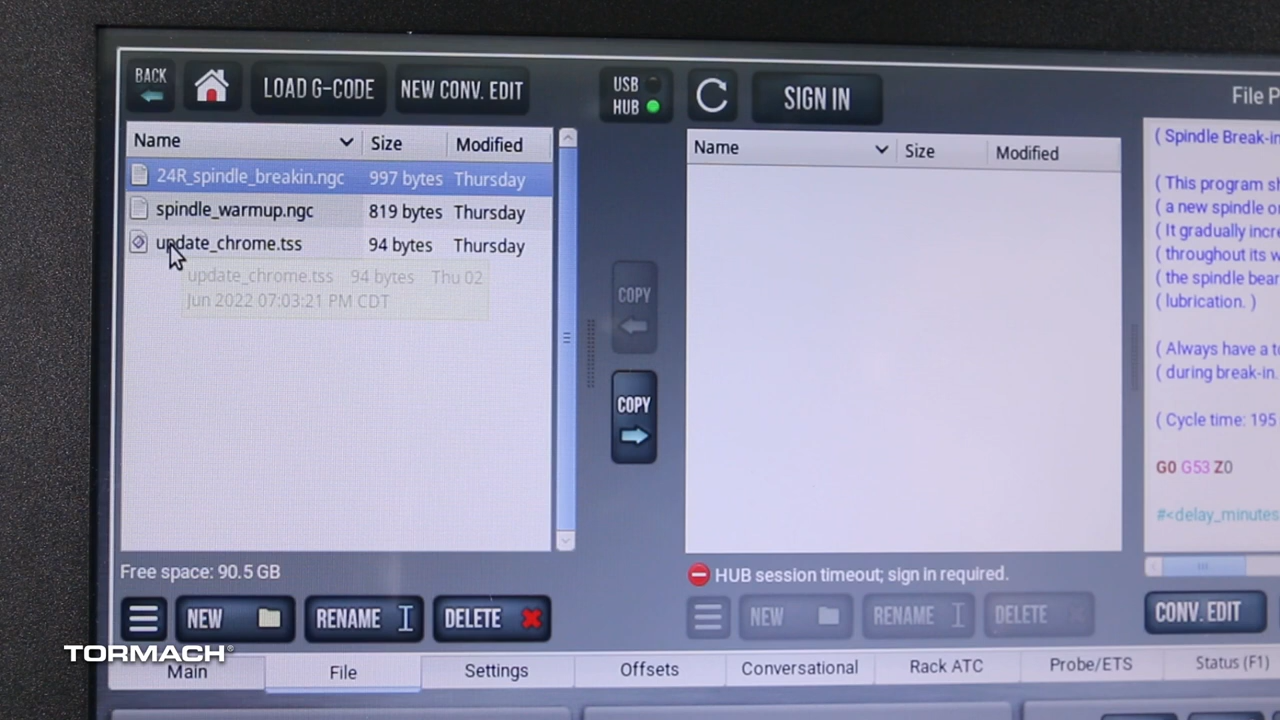 BACK
LOAD G-CODE
NEW CONV. EDIT
USB
HUB
SIGN IN
File P
Name Size Modified
24R_spindle_breakin.ngc 997 bytes Thursday
spindle_warmup.ngc 819 bytes Thursday
update_chrome.tss 94 bytes Thursday
update_chrome.tss 94 bytes Thu 02
Jun 2022 07:03:21 PM CDT
COPY
COPY
Name Size Modified
( Spindle Break-in
( This program sh
( a new spindle o
( It gradually incre
( throughout its w
( the spindle bear
( lubrication. )
( Always have a to
( during break-in.
( Cycle time: 195
G0 G53 Z0
#<delay_minutes
Free space: 90.5 GB
HUB session timeout; sign in required.
NEW
RENAME
DELETE
NEW
RENAME
DELETE
CONV. EDIT
TORMACH®
Main
File
Settings
Offsets
Conversational
Rack ATC
Probe/ETS
Status (F1)